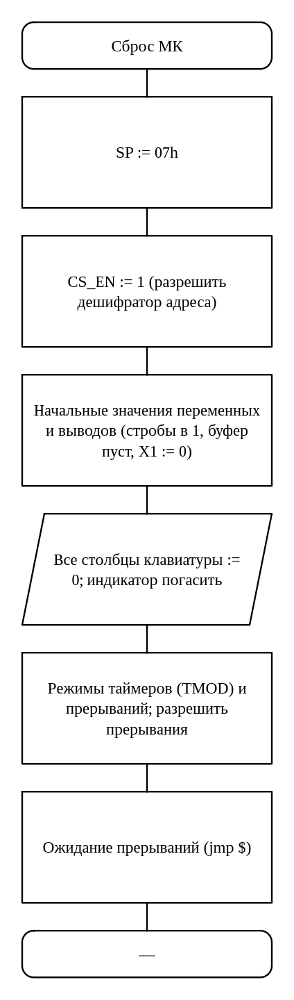 Сброс МК
SP := 07h
CS_EN := 1 (разрешить
дешифратор адреса)
Начальные значения переменных
и выводов (стробы в 1, буфер
пуст, X1 := 0)
Все столбцы клавиатуры :=
0; индикатор погасить
Режимы таймеров (TMOD) и
прерываний; разрешить
прерывания
Ожидание прерываний (jmp $)
—